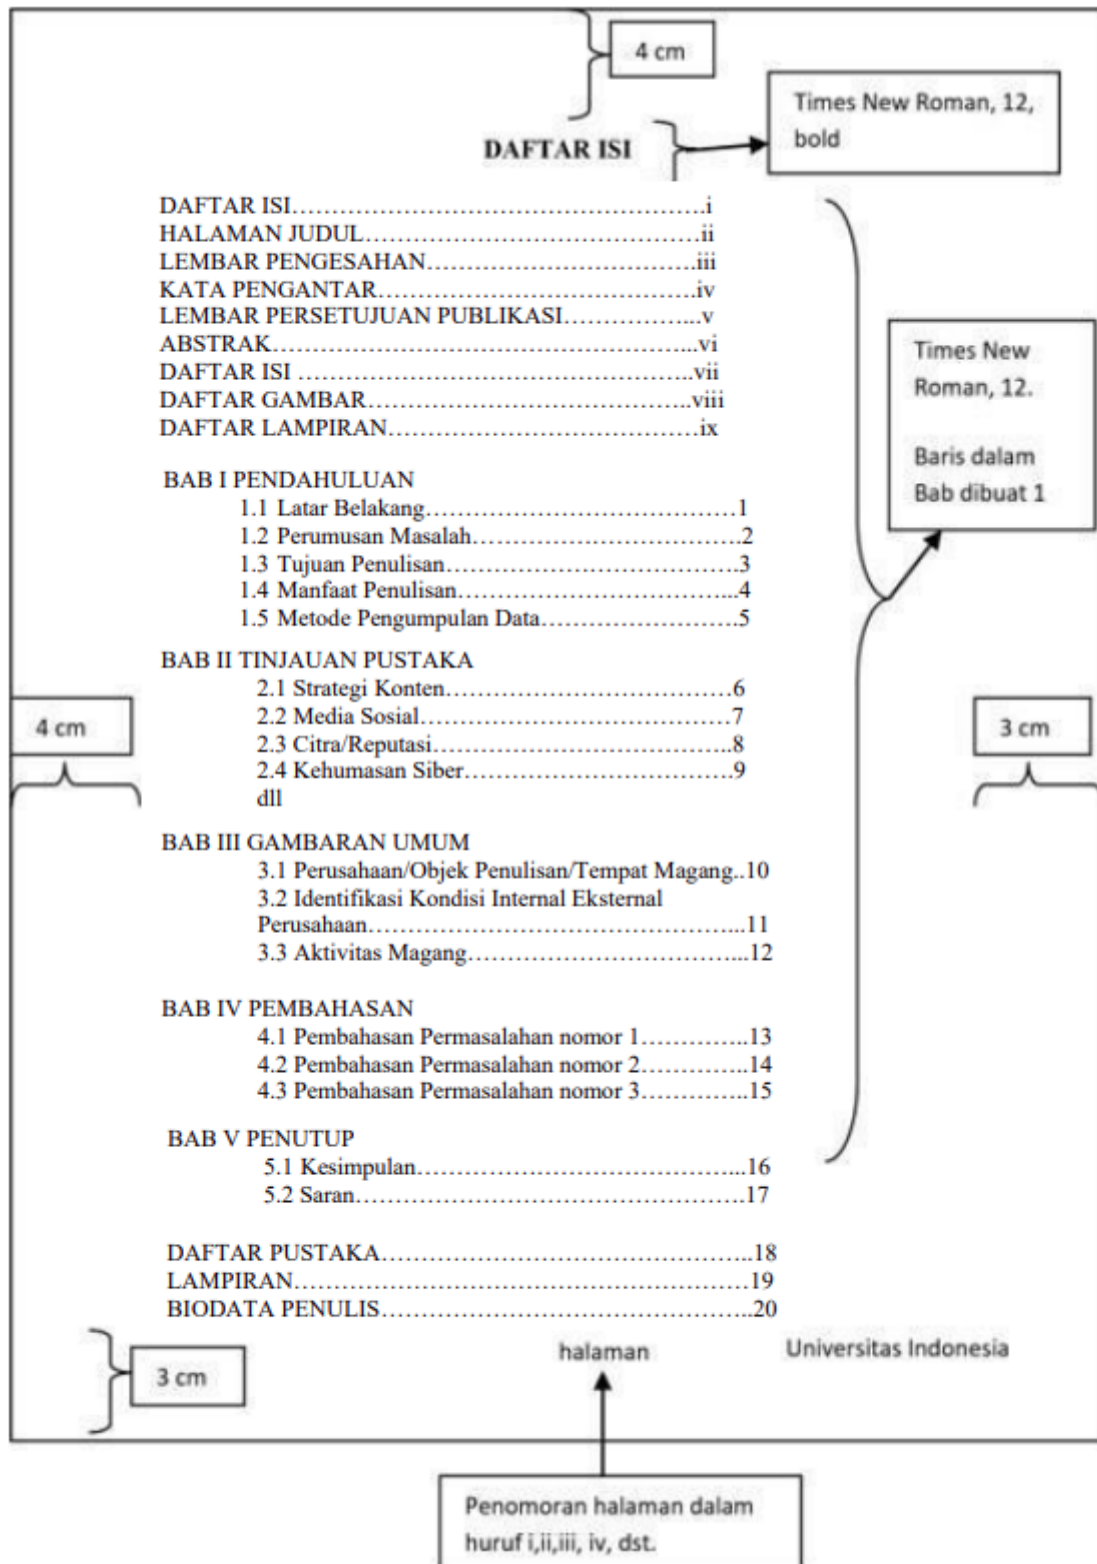 4 cm
Times New Roman, 12,
bold
DAFTAR ISI
DAFTAR ISI……………………………………………….i
HALAMAN JUDUL………………………………………ii
LEMBAR PENGESAHAN……………………………….iii
KATA PENGANTAR…………………………………….iv
LEMBAR PERSETUJUAN PUBLIKASI……………...v
ABSTRAK………………………………………………...vi
DAFTAR ISI ……………………………………………..vii
DAFTAR GAMBAR……………………………………..viii
DAFTAR LAMPIRAN……………………………………ix
Times New
Roman, 12.
Baris dalam
Bab dibuat 1
BAB I PENDAHULUAN
1.1 Latar Belakang……………………………………1
1.2 Perumusan Masalah……………………………….2
1.3 Tujuan Penulisan………………………………….3
1.4 Manfaat Penulisan………………………………...4
1.5 Metode Pengumpulan Data………………………5
BAB II TINJAUAN PUSTAKA
2.1 Strategi Konten…………………………………6
2.2 Media Sosial……………………………………7
2.3 Citra/Reputasi…………………………………..8
2.4 Kehumasan Siber……………………………….9
dll
4 cm
3 cm
BAB III GAMBARAN UMUM
3.1 Perusahaan/Objek Penulisan/Tempat Magang..10
3.2 Identifikasi Kondisi Internal Eksternal
Perusahaan…………………………………………...11
3.3 Aktivitas Magang……………………………...12
BAB IV PEMBAHASAN
4.1 Pembahasan Permasalahan nomor 1…………..13
4.2 Pembahasan Permasalahan nomor 2…………..14
4.3 Pembahasan Permasalahan nomor 3…………..15
BAB V PENUTUP
5.1 Kesimpulan……………………………………...16
5.2 Saran…………………………………………….17
DAFTAR PUSTAKA…………………………………………..18
LAMPIRAN……………………………………………………19
BIODATA PENULIS…………………………………………..20
halaman
Universitas Indonesia
3 cm
Penomoran halaman dalam
huruf i,ii,iii, iv, dst.